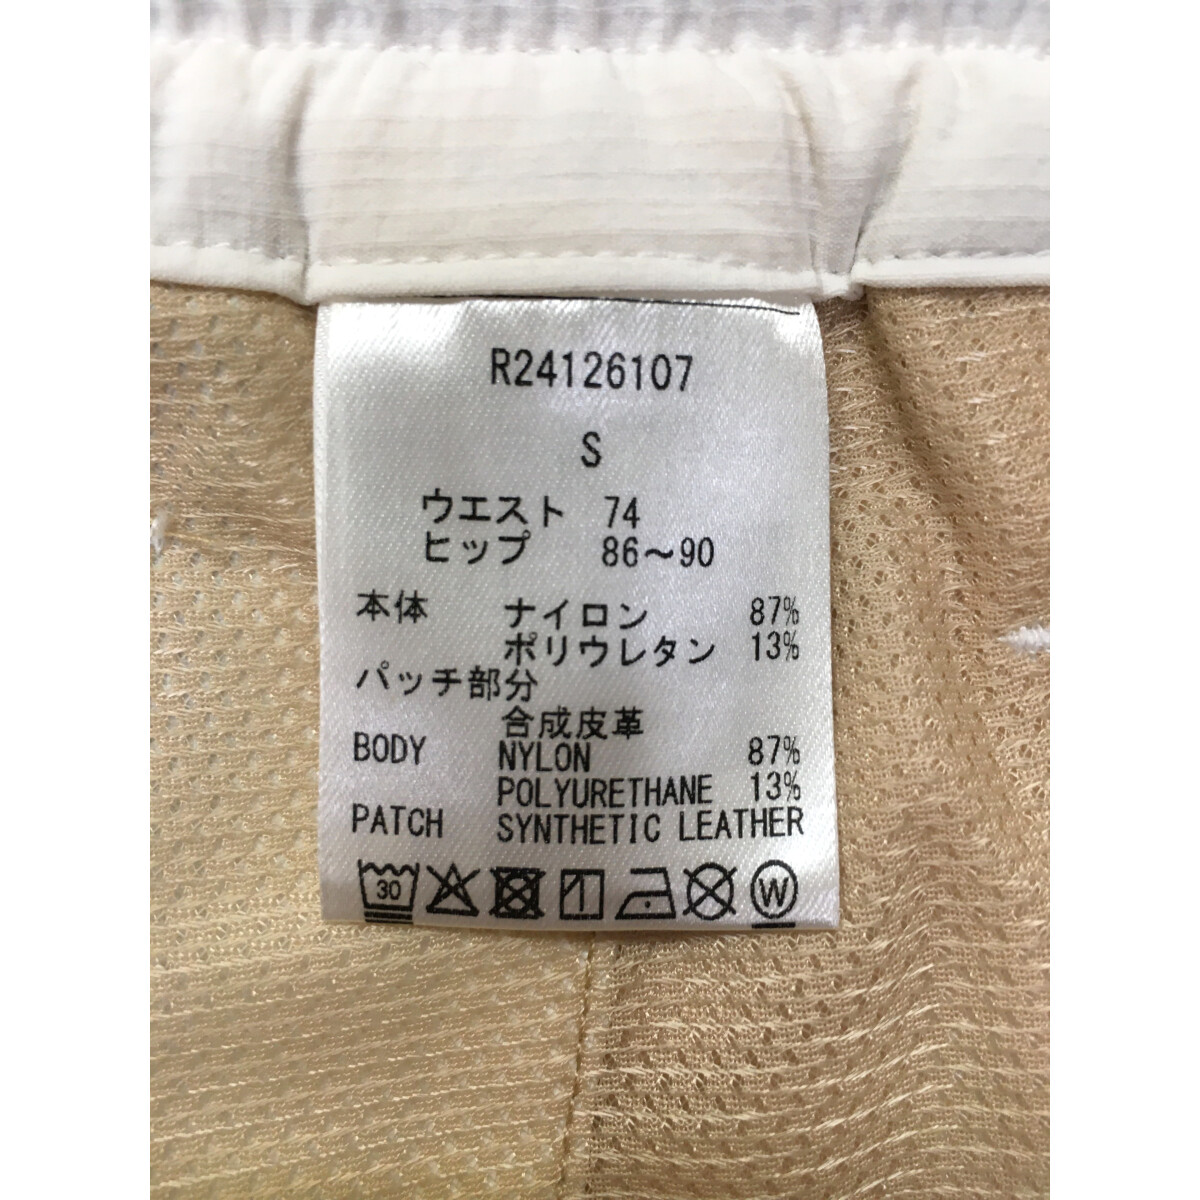 R24126107
S
ウエスト 74
ヒップ 86〜90
本体 ナイロン 87%
ポリウレタン 13%
パッチ部分
合成皮革
BODY NYLON 87%
POLYURETHANE 13%
PATCH SYNTHETIC LEATHER
30 W